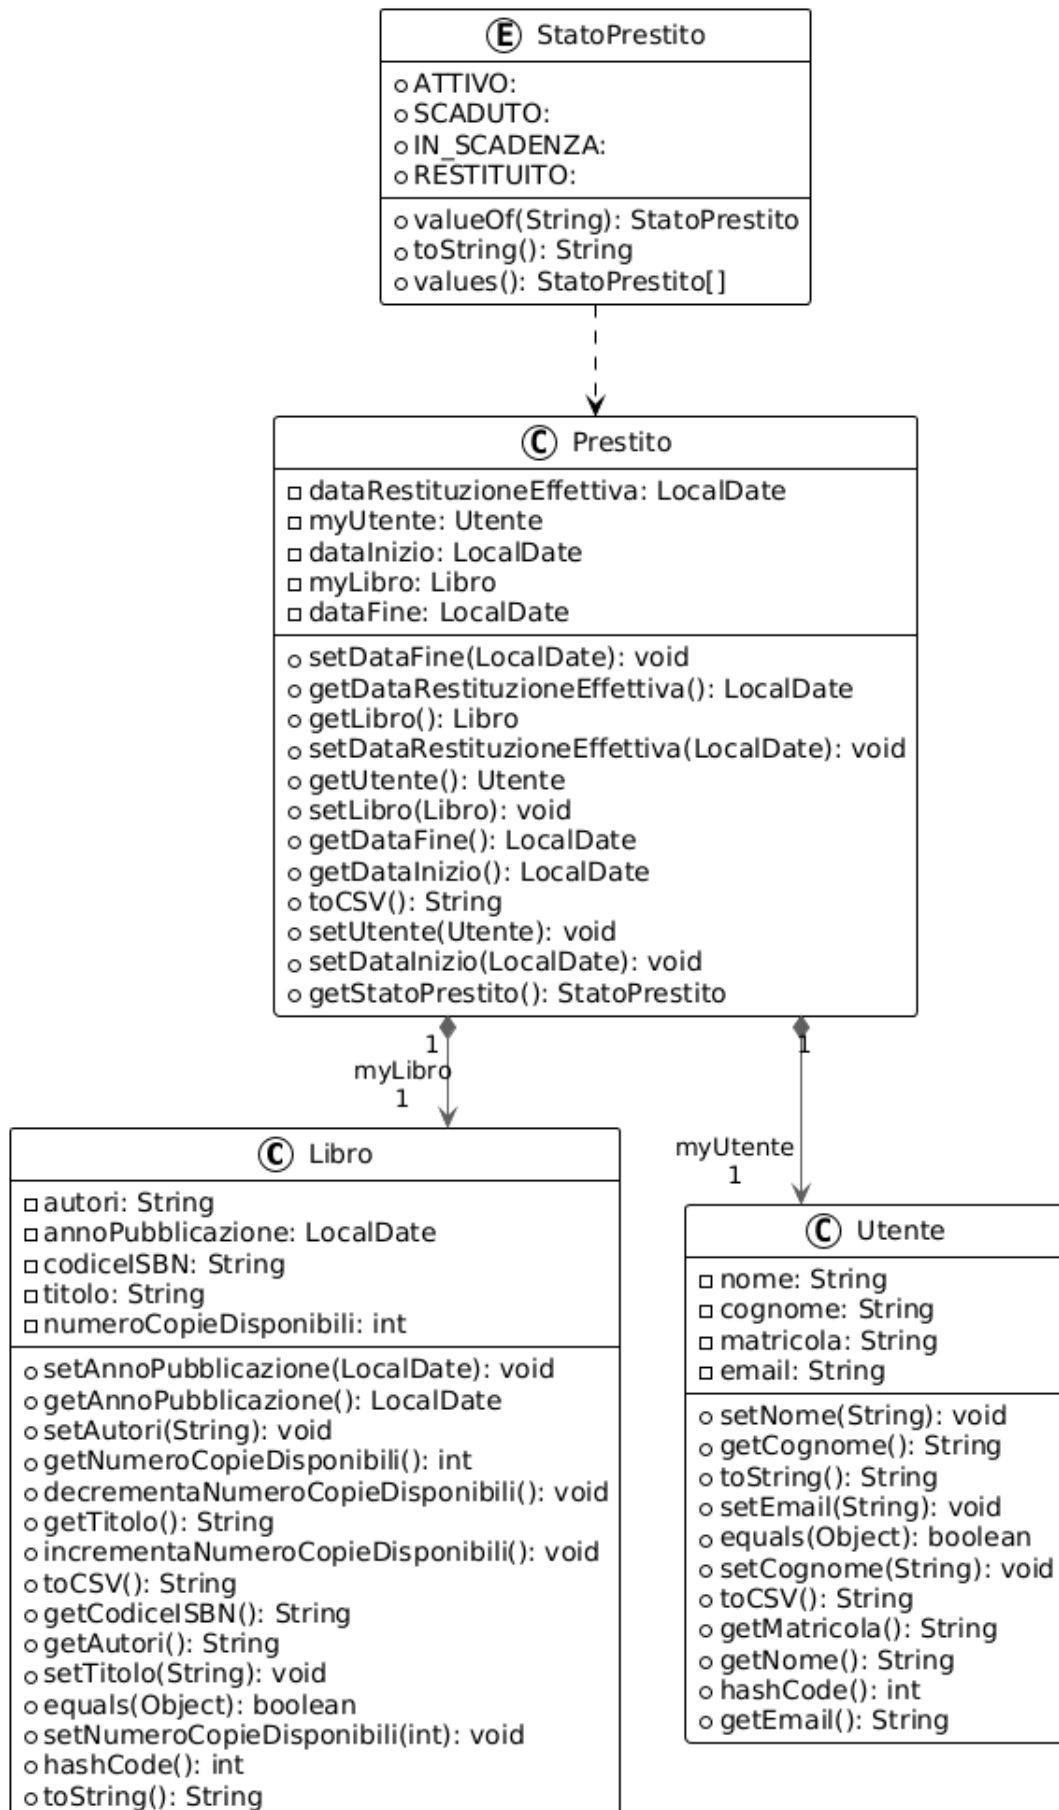 E StatoPrestito
ATTIVO:
SCADUTO:
IN_SCADENZA:
RESTITUITO:
valueOf(String): StatoPrestito
toString(): String
values(): StatoPrestito[]
C Prestito
dataRestituzioneEffettiva: LocalDate
myUtente: Utente
dataInizio: LocalDate
myLibro: Libro
dataFine: LocalDate
setDataFine(LocalDate): void
getDataRestituzioneEffettiva(): LocalDate
getLibro(): Libro
setDataRestituzioneEffettiva(LocalDate): void
getUtente(): Utente
setLibro(Libro): void
getDataFine(): LocalDate
getDataInizio(): LocalDate
toCSV(): String
setUtente(Utente): void
setDataInizio(LocalDate): void
getStatoPrestito(): StatoPrestito
1
myLibro
1
1
myUtente
1
C Libro
autori: String
annoPubblicazione: LocalDate
codiceISBN: String
titolo: String
numeroCopieDisponibili: int
setAnnoPubblicazione(LocalDate): void
getAnnoPubblicazione(): LocalDate
setAutori(String): void
getNumeroCopieDisponibili(): int
decrementaNumeroCopieDisponibili(): void
getTitolo(): String
incrementaNumeroCopieDisponibili(): void
toCSV(): String
getCodiceISBN(): String
getAutori(): String
setTitolo(String): void
equals(Object): boolean
setNumeroCopieDisponibili(int): void
hashCode(): int
toString(): String
C Utente
nome: String
cognome: String
matricola: String
email: String
setNome(String): void
getCognome(): String
toString(): String
setEmail(String): void
equals(Object): boolean
setCognome(String): void
toCSV(): String
getMatricola(): String
getNome(): String
hashCode(): int
getEmail(): String